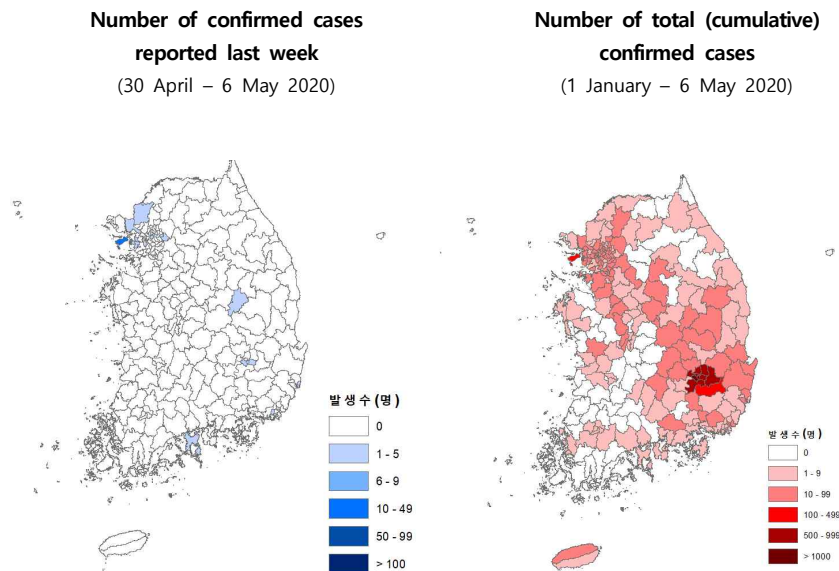 Number of confirmed cases
reported last week
(30 April – 6 May 2020)
Number of total (cumulative)
confirmed cases
(1 January – 6 May 2020)
발생수(명)
0
1 - 5
6 - 9
10 - 49
50 - 99
> 100
발생수(명)
0
1 - 9
10 - 99
100 - 499
500 - 999
> 1000